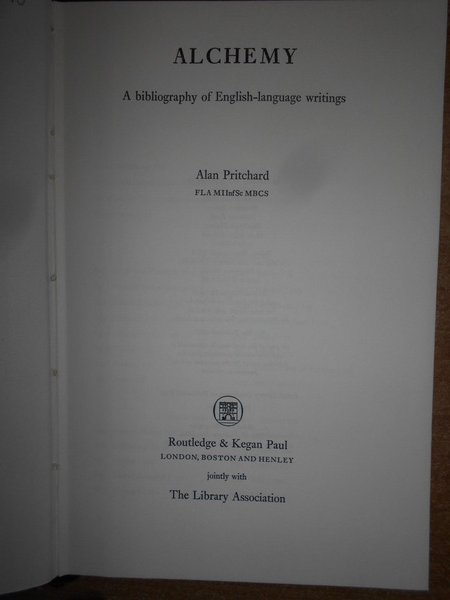 ALCHEMY
A bibliography of English-language writings
Alan Pritchard
FLA MIInfSc MBCS
Routledge & Kegan Paul
LONDON, BOSTON AND HENLEY
jointly with
The Library Association